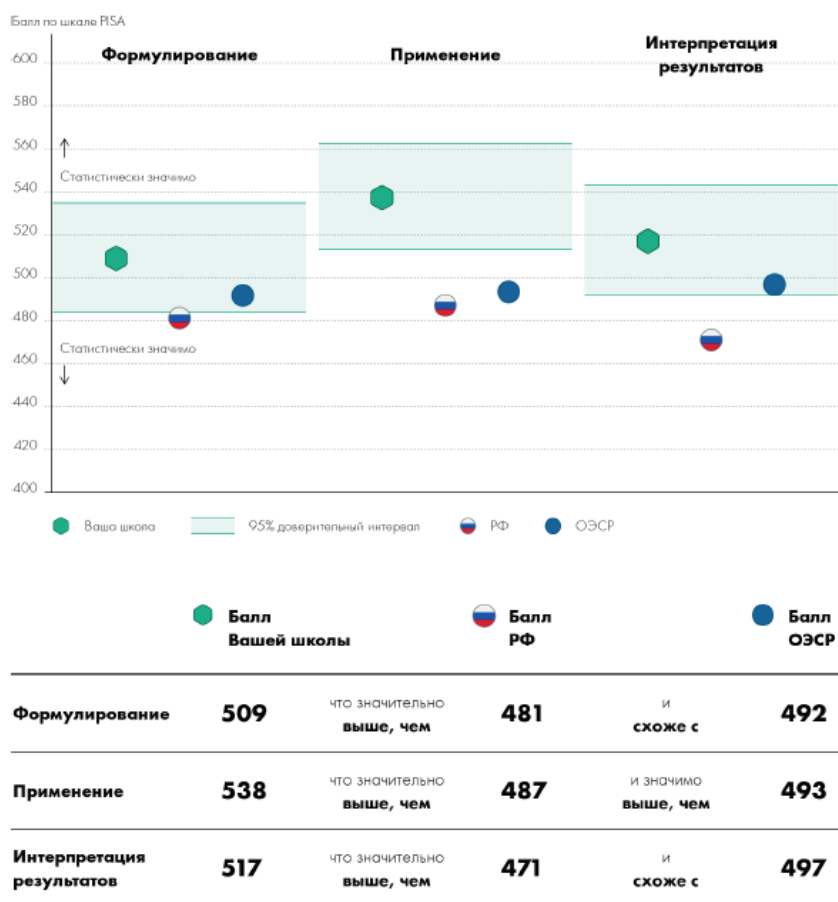 Балл по шкале PISA
Формулирование
Применение
Интерпретация
результатов
600
580
560
Статистически значимо
540
520
500
480
Статистически значимо
460
440
420
400
Ваша школа
95% доверительный интервал
РФ
ОЭСР
Балл
Вашей школы
Балл
РФ
Балл
ОЭСР
Формулирование 509 что значительно выше, чем 481 и схоже с 492
Применение 538 что значительно выше, чем 487 и значимо выше, чем 493
Интерпретация результатов 517 что значительно выше, чем 471 и схоже с 497